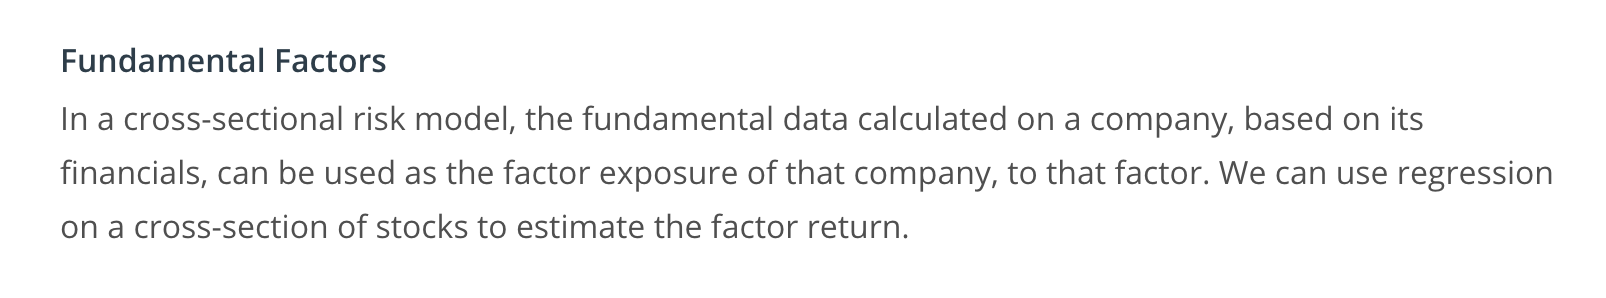 Fundamental Factors
In a cross-sectional risk model, the fundamental data calculated on a company, based on its
financials, can be used as the factor exposure of that company, to that factor. We can use regression
on a cross-section of stocks to estimate the factor return.